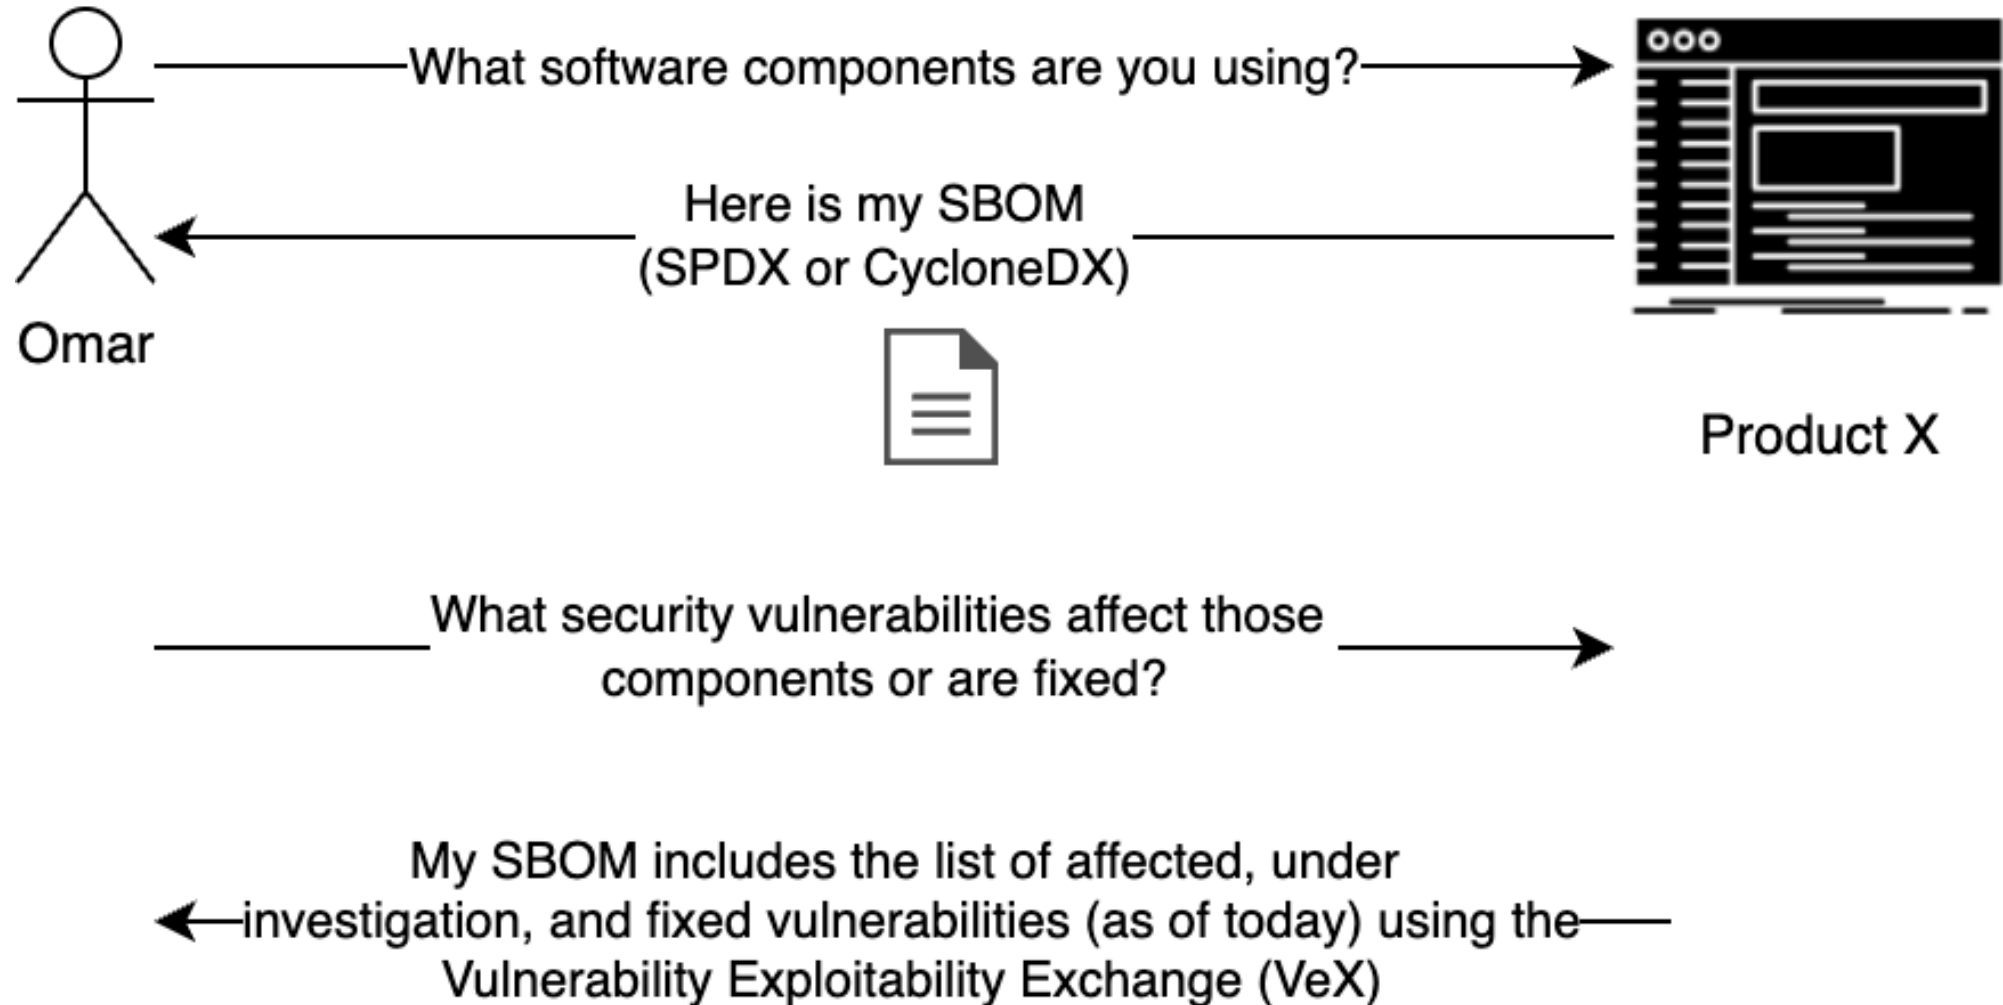 What software components are you using?
Here is my SBOM
(SPDX or CycloneDX)
Omar
Product X
What security vulnerabilities affect those
components or are fixed?
My SBOM includes the list of affected, under
investigation, and fixed vulnerabilities (as of today) using the
Vulnerability Exploitability Exchange (VeX)